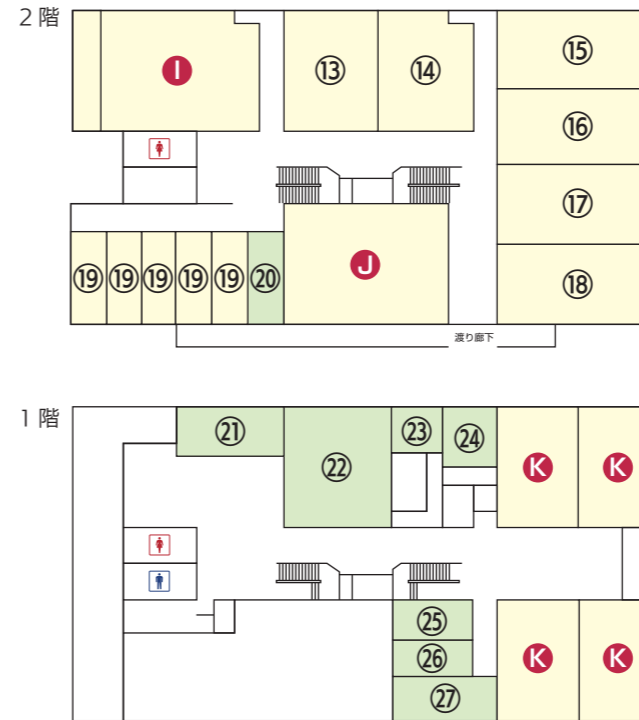 2階
I ⑬ ⑭ ⑮
⑯
⑰
⑲ ⑲ ⑲ ⑲ ⑲ ⑳ J ⑱
渡り廊下
1階
㉑ ㉒ ㉓ ㉔ K K
㉕
㉖ K K
㉗